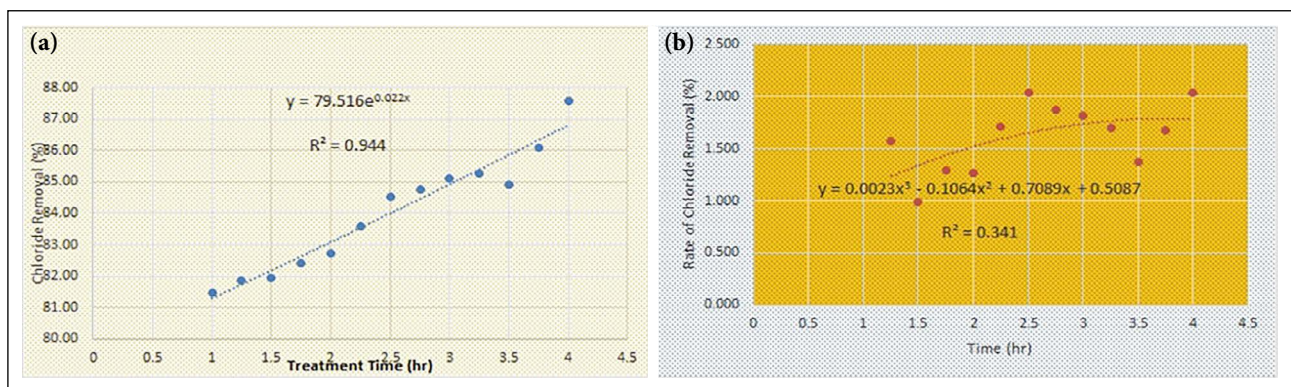 (a)
88.00
87.00
86.00
85.00
84.00
83.00
82.00
81.00
80.00
Chloride Removal (%)
y = 79.516e^0.022x
R² = 0.944
0 0.5 1 1.5 2 2.5 3 3.5 4 4.5
Treatment Time (hr)
(b)
2.500
2.000
1.500
1.000
0.500
0.000
Rate of Chloride Removal (%)
y = 0.0023x³ - 0.1064x² + 0.7089x + 0.5087
R² = 0.341
0 0.5 1 1.5 2 2.5 3 3.5 4 4.5
Time (hr)